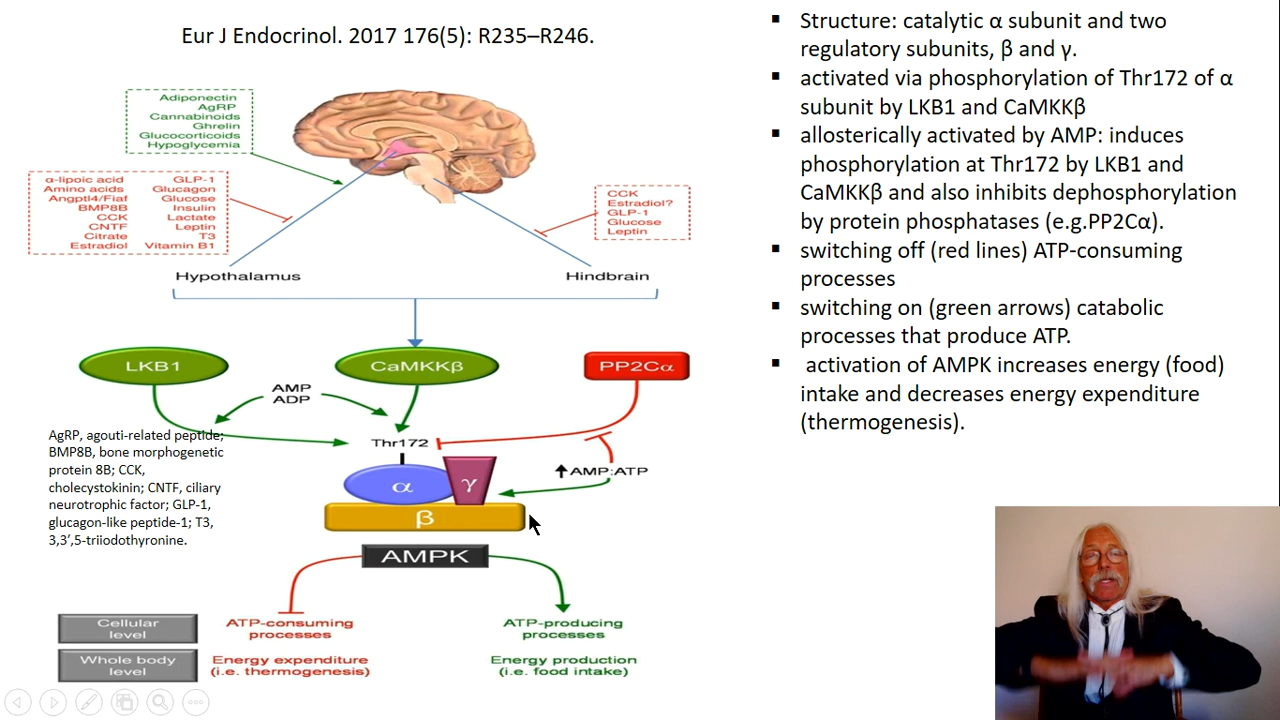 Eur J Endocrinol. 2017 176(5): R235–R246.
Adiponectin
AgRP
Cannabinoids
Ghrelin
Glucocorticoids
Hypoglycemia
α-lipoic acid GLP-1
Amino acids Glucagon
Angptl4/Fiaf Glucose
BMP8B Insulin
CCK Lactate
CNTF Leptin
Citrate T3
Estradiol Vitamin B1
CCK
Estradiol?
GLP-1
Glucose
Leptin
Hypothalamus
Hindbrain
LKB1
CaMKKβ
PP2Cα
AMP
ADP
Thr172
AMP:ATP
α
γ
β
AMPK
AgRP, agouti-related peptide;
BMP8B, bone morphogenetic
protein 8B; CCK,
cholecystokinin; CNTF, ciliary
neurotrophic factor; GLP-1,
glucagon-like peptide-1; T3,
3,3′,5-triiodothyronine.
Cellular
level
ATP-consuming
processes
ATP-producing
processes
Whole body
level
Energy expenditure
(i.e. thermogenesis)
Energy production
(i.e. food intake)
▪ Structure: catalytic α subunit and two
regulatory subunits, β and γ.
▪ activated via phosphorylation of Thr172 of α
subunit by LKB1 and CaMKKβ
▪ allosterically activated by AMP: induces
phosphorylation at Thr172 by LKB1 and
CaMKKβ and also inhibits dephosphorylation
by protein phosphatases (e.g.PP2Cα).
▪ switching off (red lines) ATP-consuming
processes
▪ switching on (green arrows) catabolic
processes that produce ATP.
▪ activation of AMPK increases energy (food)
intake and decreases energy expenditure
(thermogenesis).